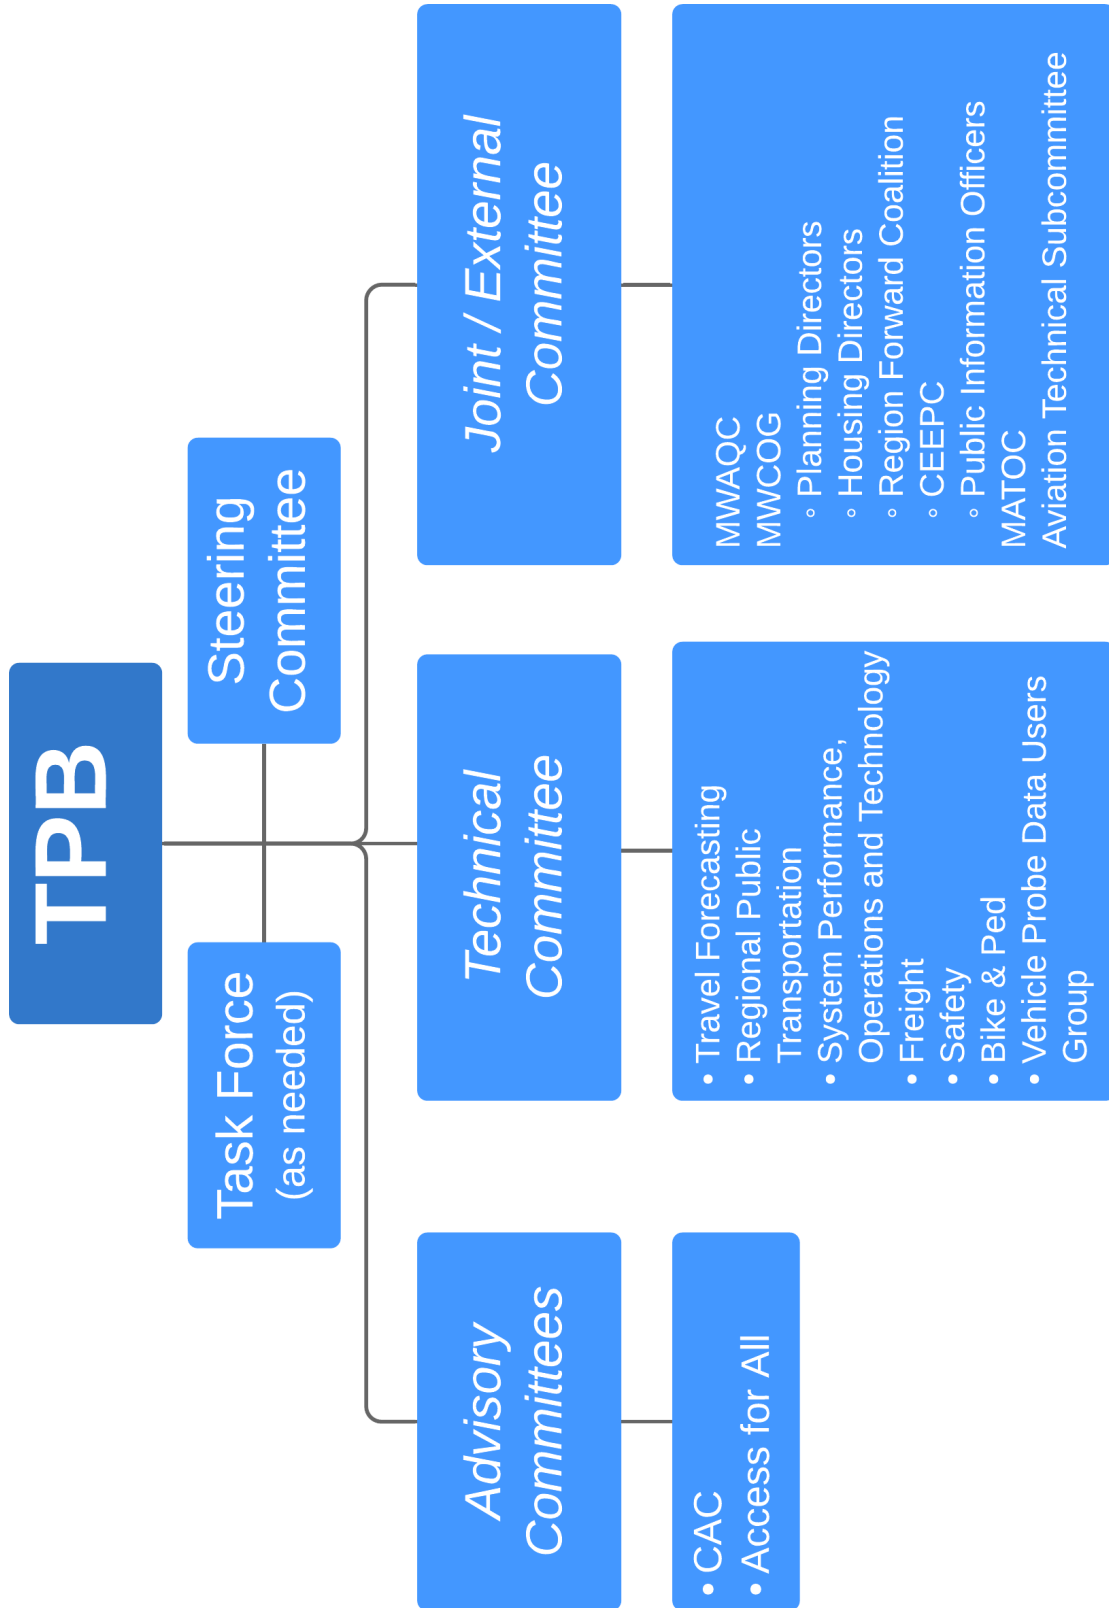 TPB
Task Force
(as needed)
Steering
Committee
Advisory
Committees
Technical
Committee
Joint / External
Committee
• CAC
• Access for All
• Travel Forecasting
• Regional Public
Transportation
• System Performance,
Operations and Technology
• Freight
• Safety
• Bike & Ped
• Vehicle Probe Data Users
Group
MWAQC
MWCOG
◦ Planning Directors
◦ Housing Directors
◦ Region Forward Coalition
◦ CEEPC
◦ Public Information Officers
MATOC
Aviation Technical Subcommittee